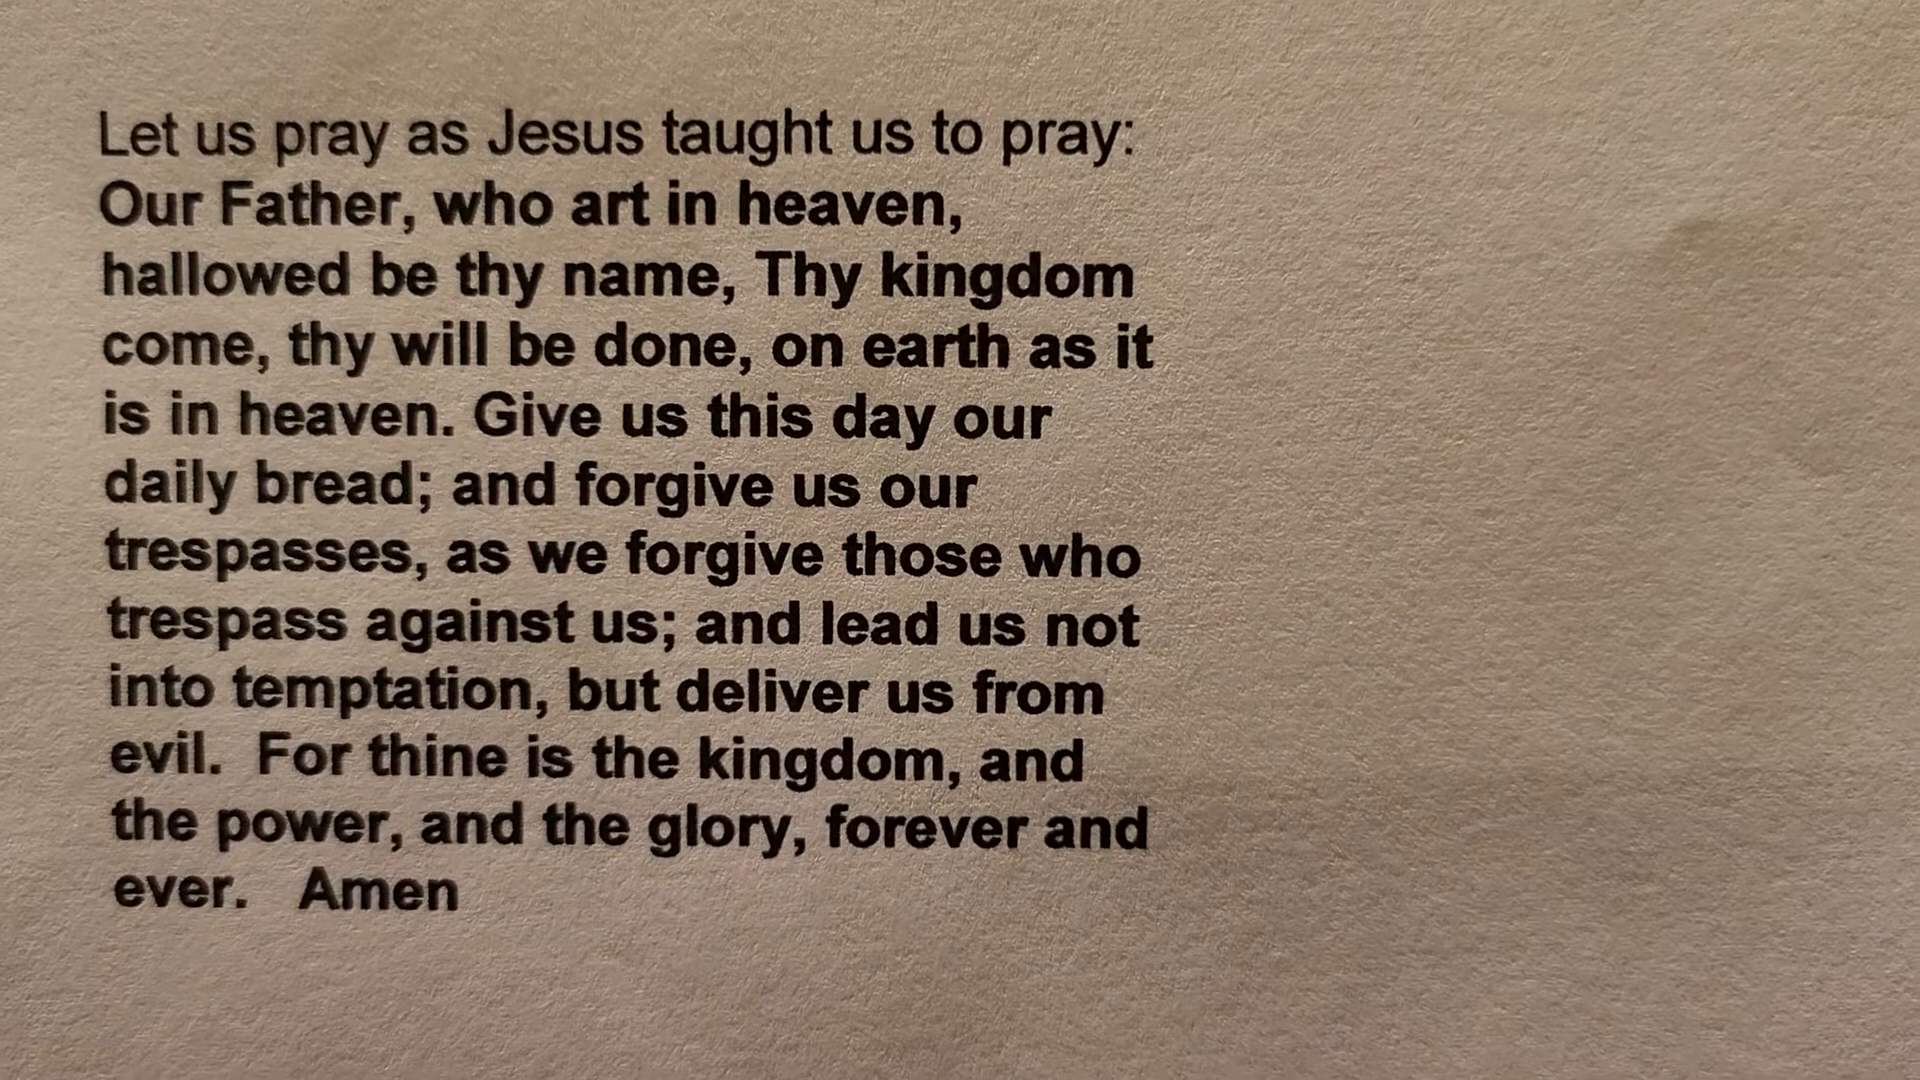 Let us pray as Jesus taught us to pray:
Our Father, who art in heaven,
hallowed be thy name, Thy kingdom
come, thy will be done, on earth as it
is in heaven. Give us this day our
daily bread; and forgive us our
trespasses, as we forgive those who
trespass against us; and lead us not
into temptation, but deliver us from
evil.  For thine is the kingdom, and
the power, and the glory, forever and
ever.   Amen